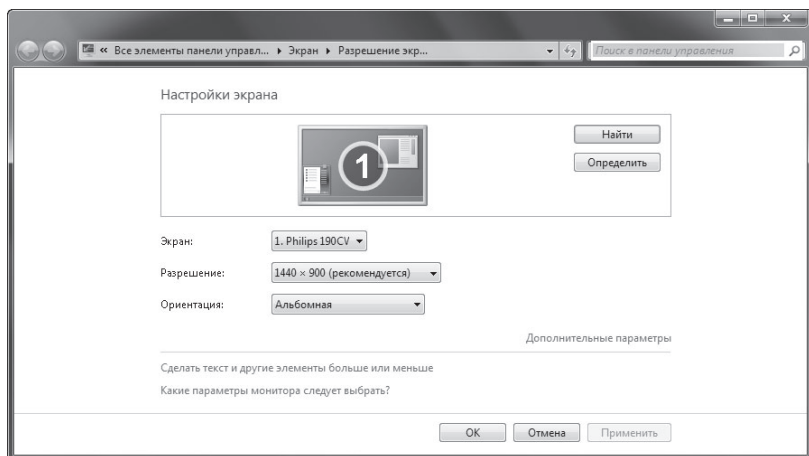 « Все элементы панели управл... ▸ Экран ▸ Разрешение экр...
Поиск в панели управления
Настройки экрана
1
Найти
Определить
Экран:
1. Philips 190CV
Разрешение:
1440 × 900 (рекомендуется)
Ориентация:
Альбомная
Дополнительные параметры
Сделать текст и другие элементы больше или меньше
Какие параметры монитора следует выбрать?
ОК
Отмена
Применить